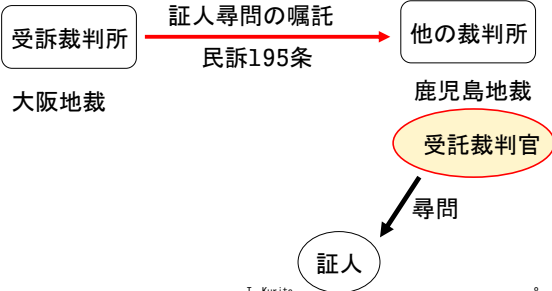 証人尋問の嘱託
受訴裁判所
他の裁判所
民訴195条
大阪地裁
鹿児島地裁
受託裁判官
尋問
証人